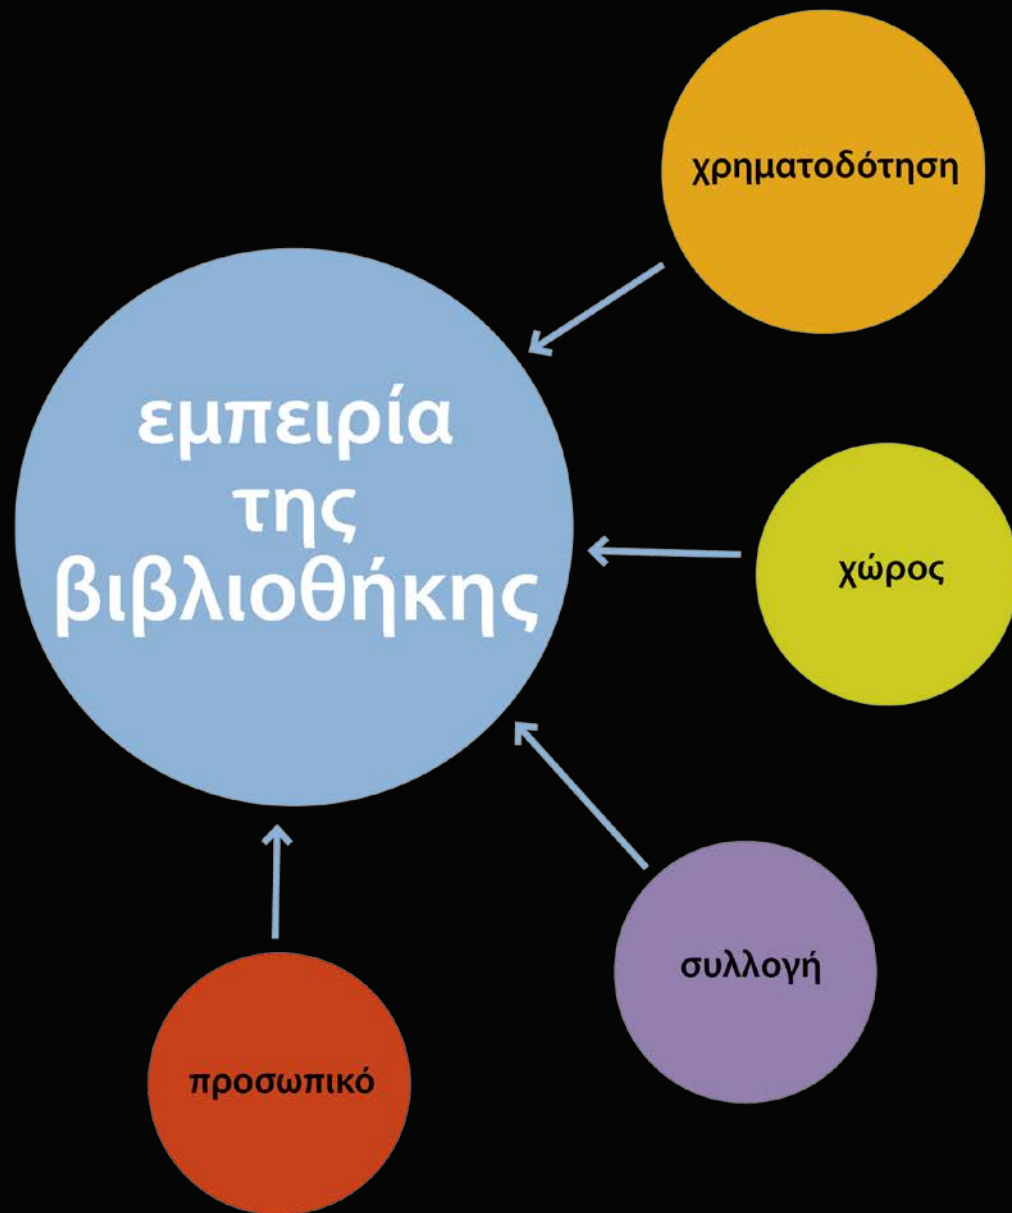 χρηματοδότηση
εμπειρία
της
βιβλιοθήκης
χώρος
συλλογή
προσωπικό